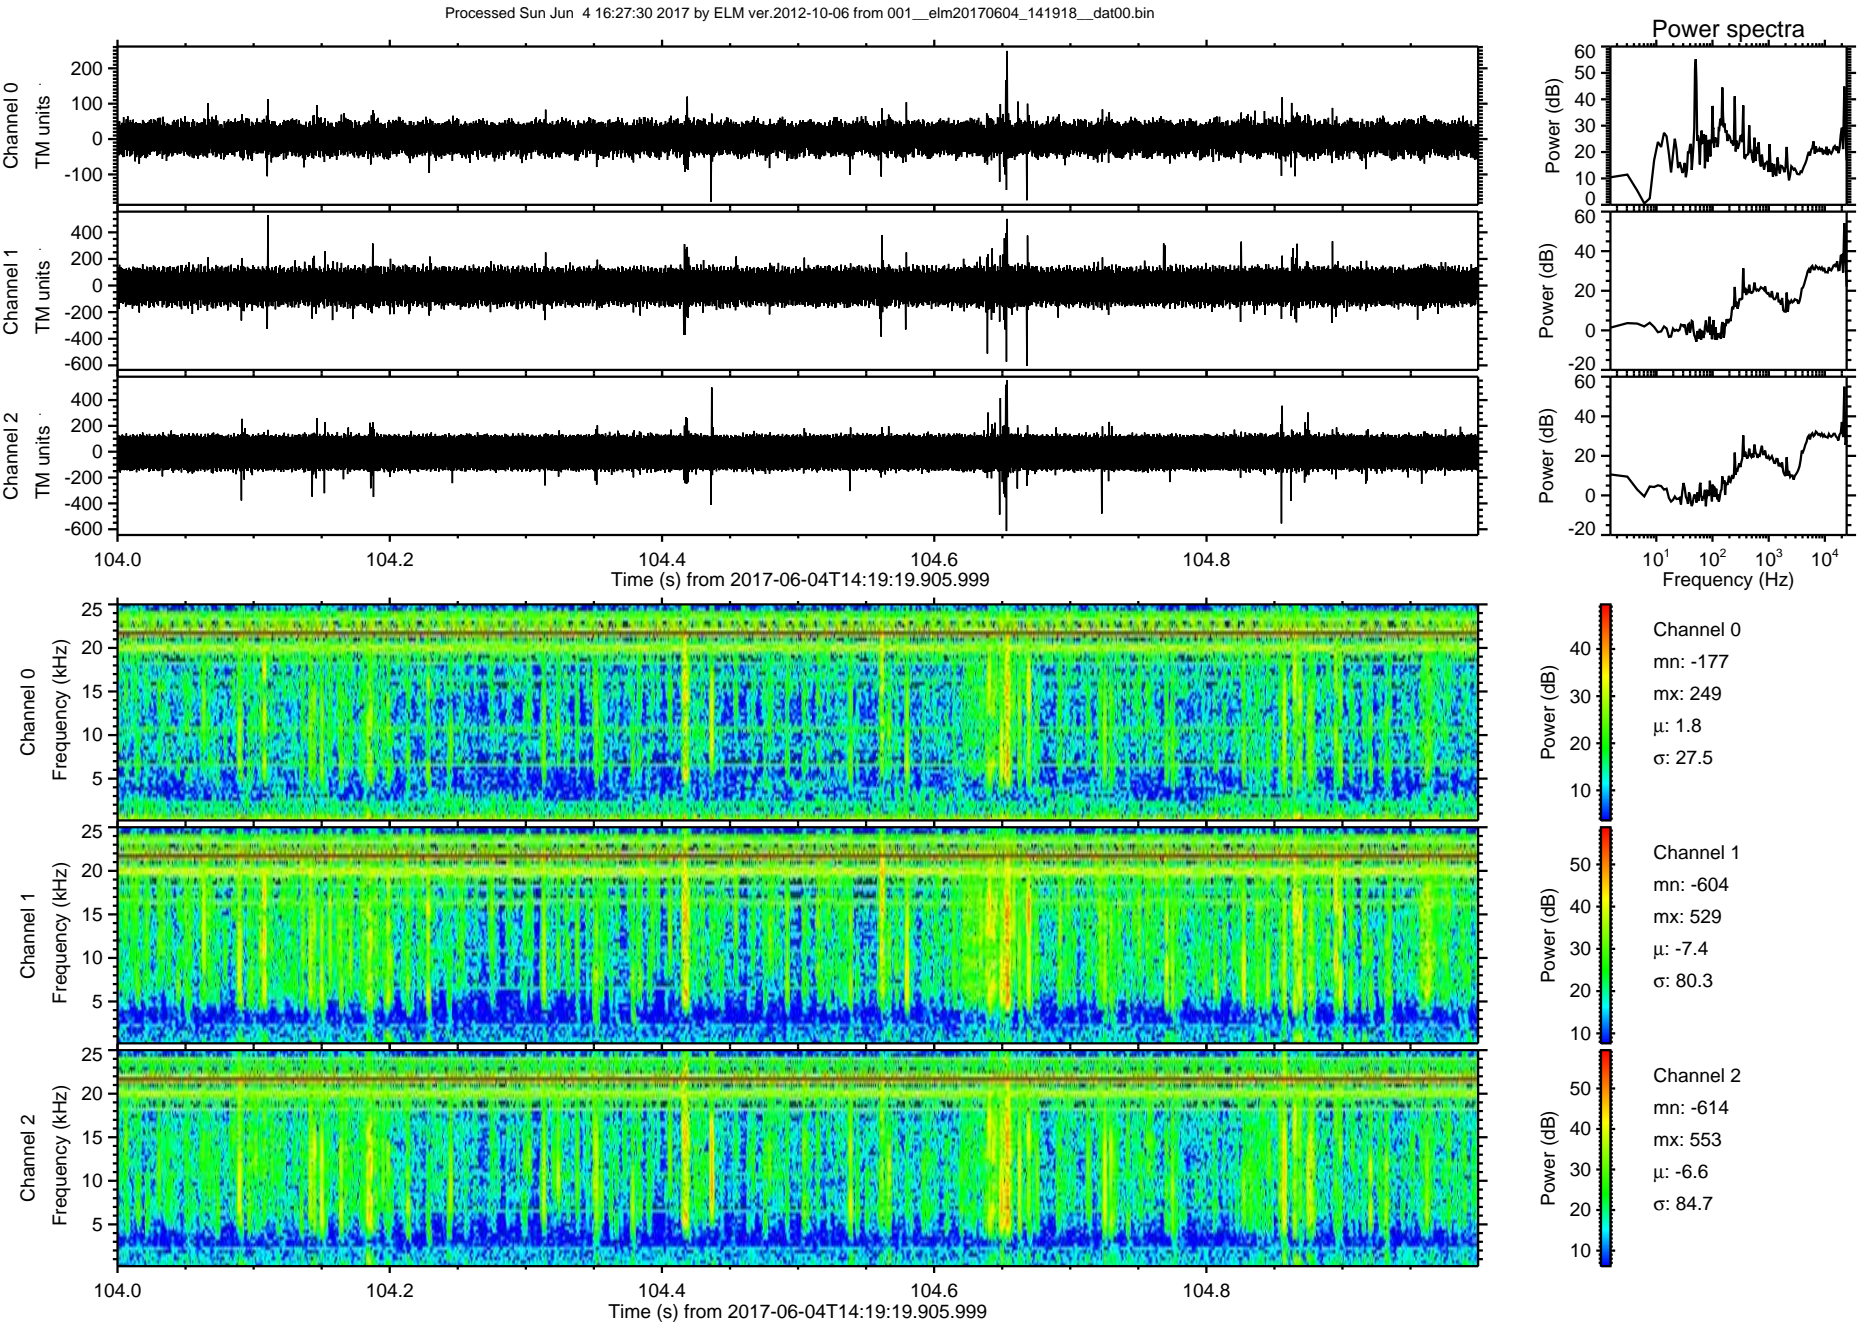 Processed Sun Jun  4 16:27:30 2017 by ELM ver.2012-10-06 from 001__elm20170604_141918__dat00.bin
Power spectra
Channel 0
TM units
200
100
0
-100
Power (dB)
60
50
40
30
20
10
0
Channel 1
TM units
400
200
0
-200
-400
-600
Power (dB)
60
40
20
0
-20
Channel 2
TM units
400
200
0
-200
-400
-600
Power (dB)
60
40
20
0
-20
104.0 104.2 104.4 104.6 104.8
Time (s) from 2017-06-04T14:19:19.905.999
10¹ 10² 10³ 10⁴
Frequency (Hz)
Channel 0
Frequency (kHz)
25
20
15
10
5
Power (dB)
40
30
20
10
Channel 0
mn: -177
mx: 249
μ: 1.8
σ: 27.5
Channel 1
Frequency (kHz)
25
20
15
10
5
Power (dB)
50
40
30
20
10
Channel 1
mn: -604
mx: 529
μ: -7.4
σ: 80.3
Channel 2
Frequency (kHz)
25
20
15
10
5
Power (dB)
50
40
30
20
10
Channel 2
mn: -614
mx: 553
μ: -6.6
σ: 84.7
104.0 104.2 104.4 104.6 104.8
Time (s) from 2017-06-04T14:19:19.905.999